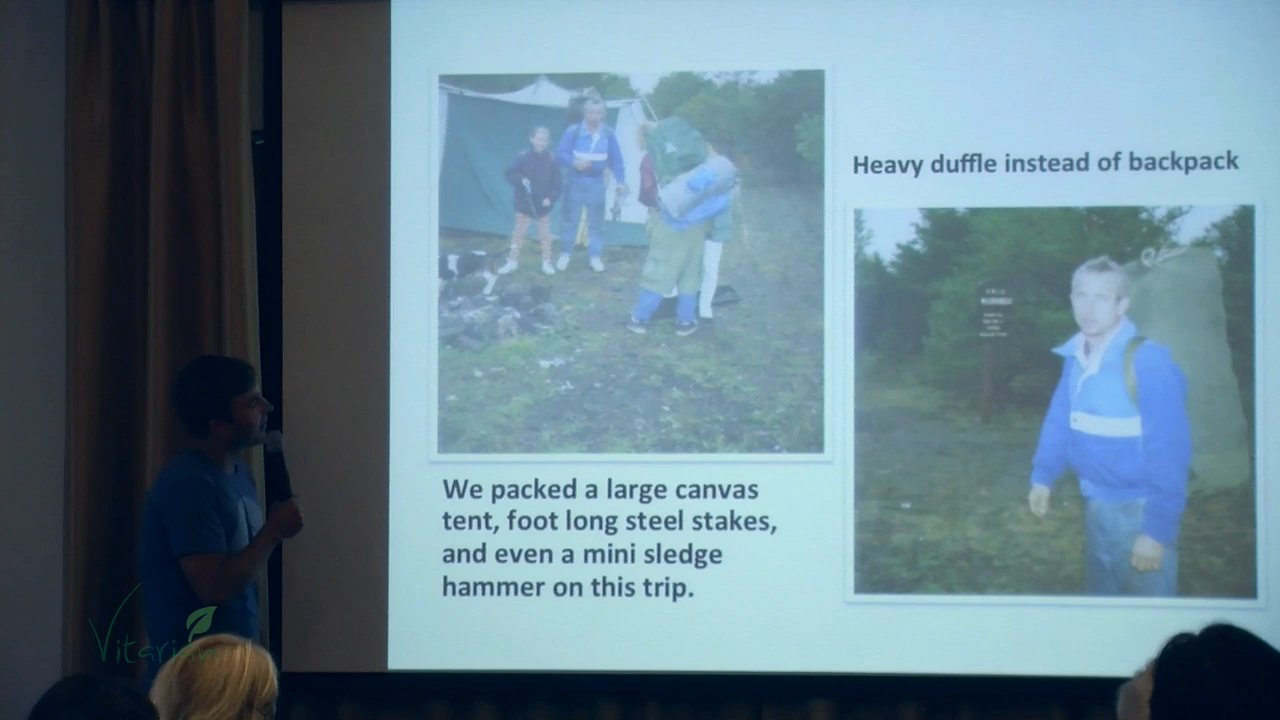 Heavy duffle instead of backpack
We packed a large canvas
tent, foot long steel stakes,
and even a mini sledge
hammer on this trip.